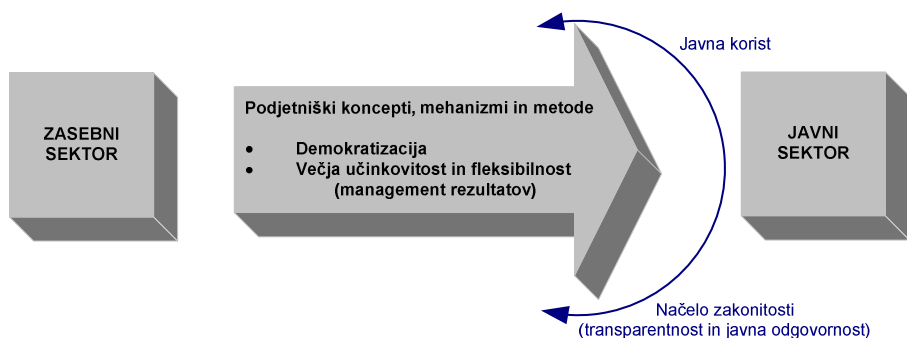 ZASEBNI
SEKTOR
Podjetniški koncepti, mehanizmi in metode
• Demokratizacija
• Večja učinkovitost in fleksibilnost
(management rezultatov)
Javna korist
JAVNI
SEKTOR
Načelo zakonitosti
(transparentnost in javna odgovornost)